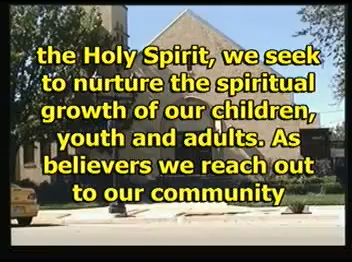 the Holy Spirit, we seek
to nurture the spiritual
growth of our children,
youth and adults. As
believers we reach out
to our community